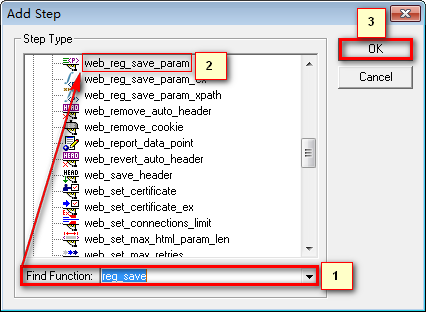 Add Step
3
Step Type
OK
web_reg_save_param
2
web_reg_save_param_ex
Cancel
web_reg_save_param_xpath
web_remove_auto_header
web_remove_cookie
web_report_data_point
web_revert_auto_header
web_save_header
web_set_certificate
web_set_certificate_ex
web_set_connections_limit
web_set_max_html_param_len
web_set_max_retries
Find Function: reg_save
1